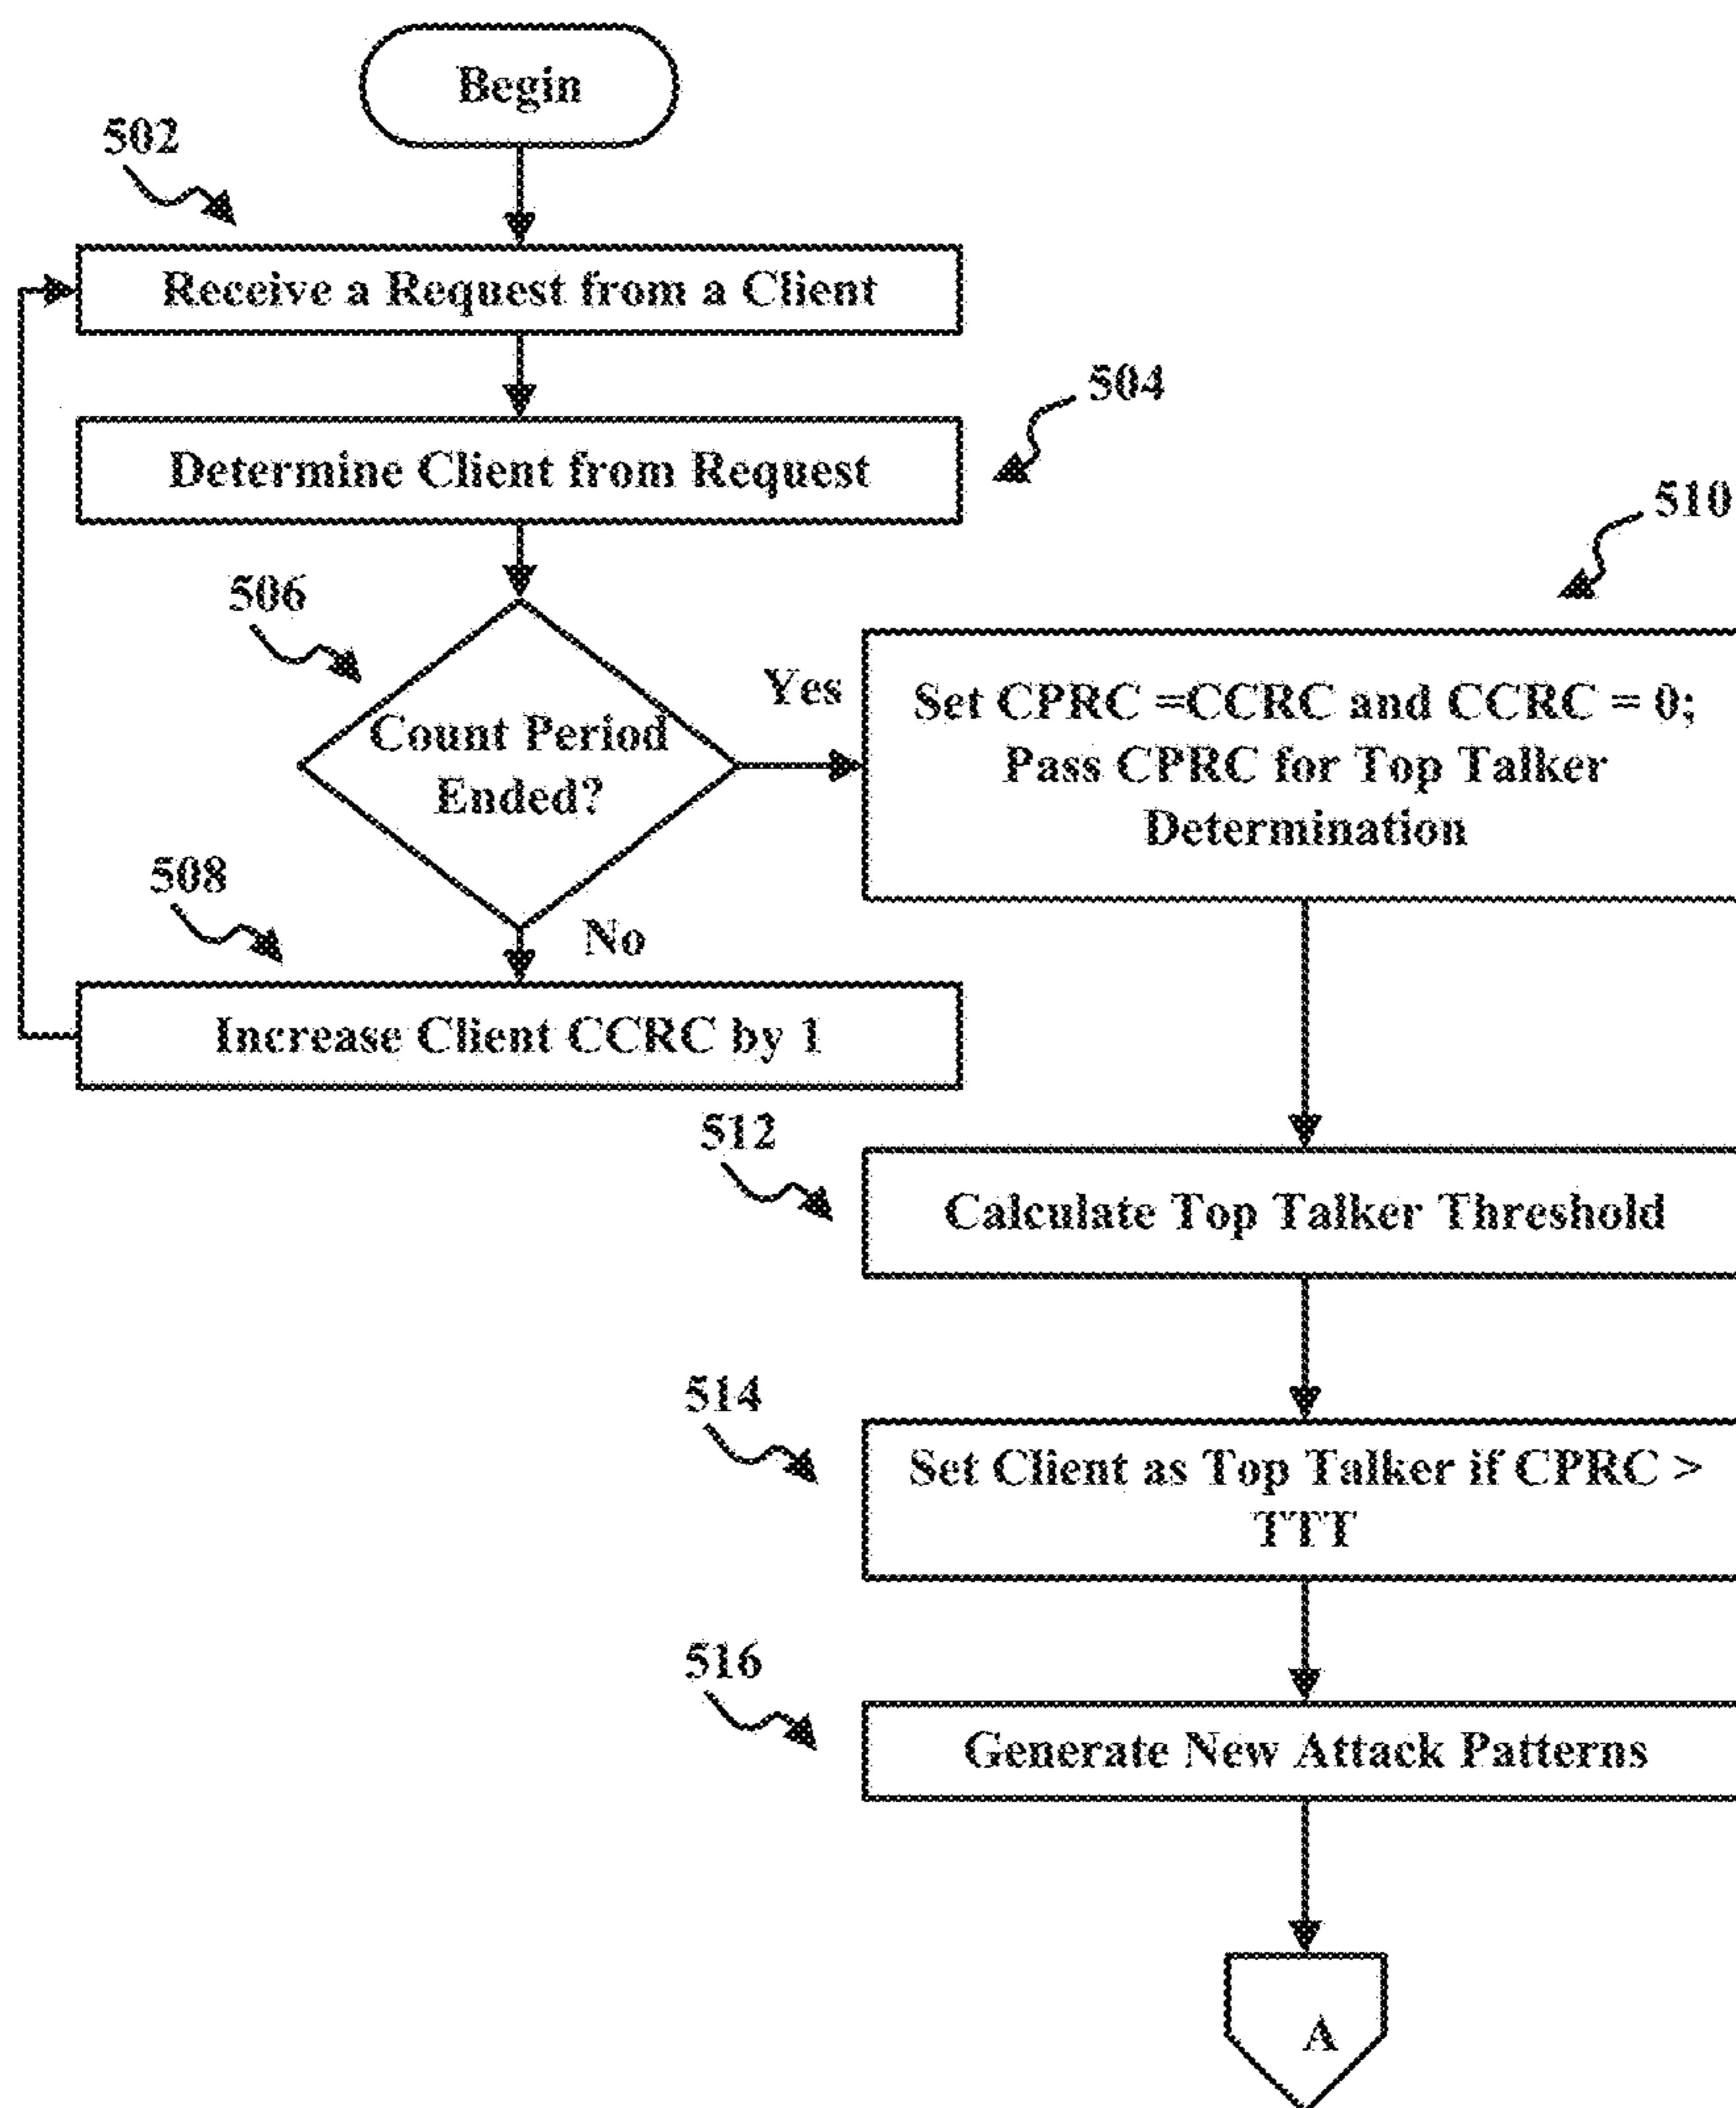 Begin
502
Receive a Request from a Client
504
Determine Client from Request
510
506
Count Period
Ended?
Yes
Set CPRC =CCRC and CCRC = 0;
Pass CPRC for Top Talker
Determination
508
No
Increase Client CCRC by 1
512
Calculate Top Talker Threshold
514
Set Client as Top Talker if CPRC >
TTT
516
Generate New Attack Patterns
A